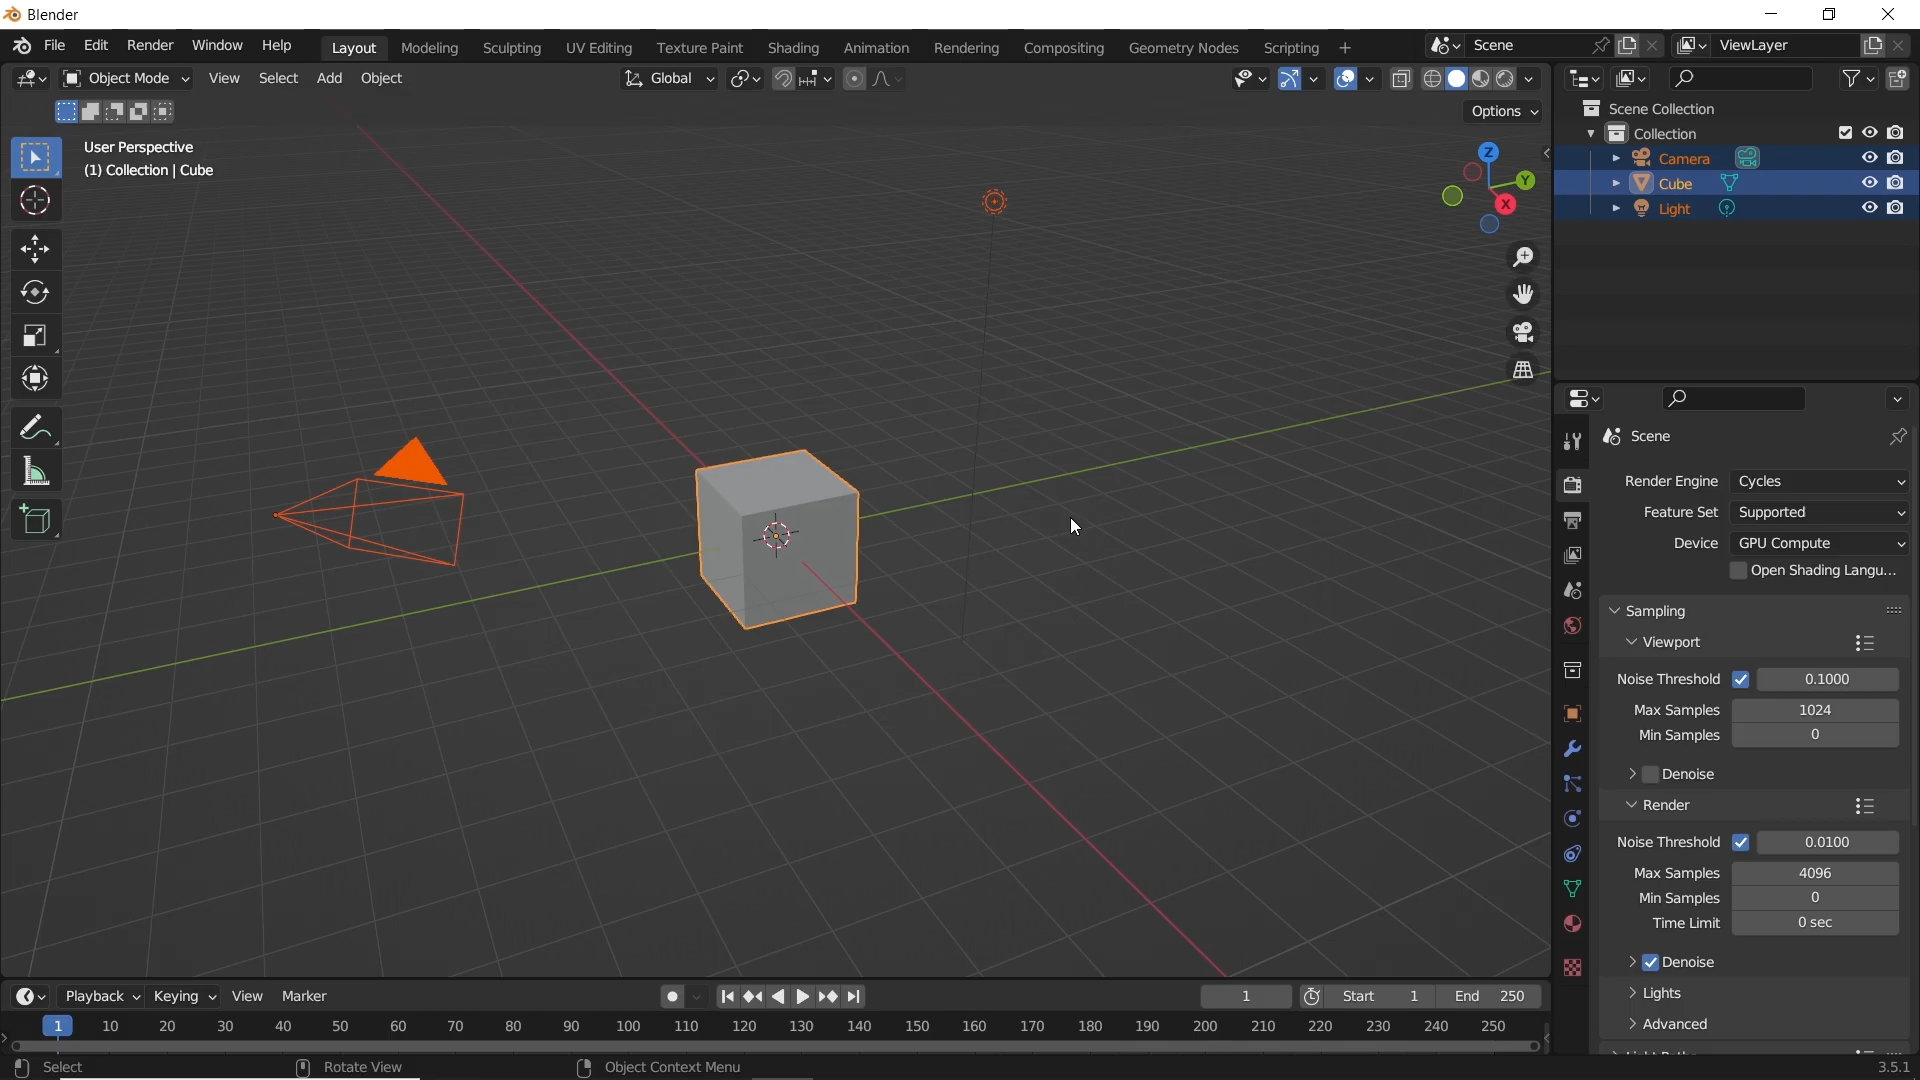 Blender
File Edit Render Window Help Layout Modeling Sculpting UV Editing Texture Paint Shading Animation Rendering Compositing Geometry Nodes Scripting + Scene ViewLayer
Object Mode View Select Add Object Global
Options
User Perspective
(1) Collection | Cube
Z
Y
X
Scene Collection
Collection
Camera
Cube
Light
Scene
Render Engine Cycles
Feature Set Supported
Device GPU Compute
Open Shading Langu...
Sampling
Viewport
Noise Threshold 0.1000
Max Samples 1024
Min Samples 0
Denoise
Render
Noise Threshold 0.0100
Max Samples 4096
Min Samples 0
Time Limit 0 sec
Denoise
Lights
Advanced
Playback Keying View Marker 1 Start 1 End 250
1 10 20 30 40 50 60 70 80 90 100 110 120 130 140 150 160 170 180 190 200 210 220 230 240 250
Select Rotate View Object Context Menu 3.5.1